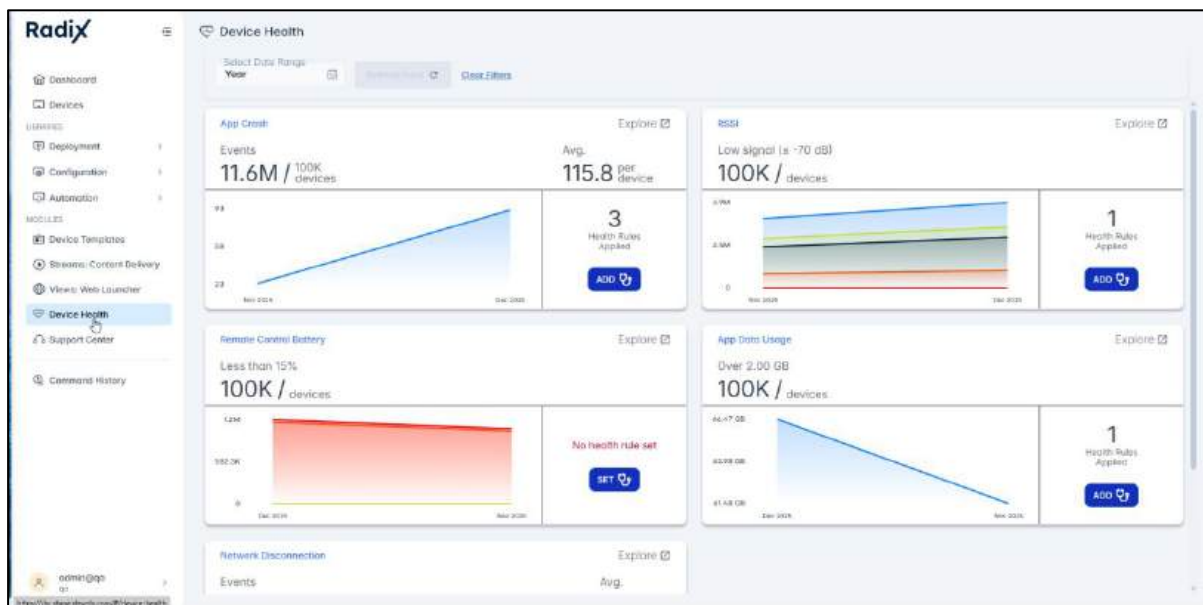 Radix
Device Health
Select Date Range
Year
Clear Filters
Dashboard
Devices
LIBRARIES
Deployment
Configuration
Automation
MODULES
Device Templates
Streams: Content Delivery
Views: Web Launcher
Device Health
Support Center
Command History
admin@qb
App Crash
Explore
Events
11.6M / 100K devices
Avg.
115.8 per device
3
Health Rules
Applied
ADD
RSSI
Explore
Low signal (≤ -70 dB)
100K / devices
0
1
Health Rules
Applied
ADD
Remote Control Battery
Explore
Less than 15%
100K / devices
0
No health rule set
SET
App Data Usage
Explore
Over 2.00 GB
100K / devices
1
Health Rules
Applied
ADD
Network Disconnection
Explore
Events
Avg.